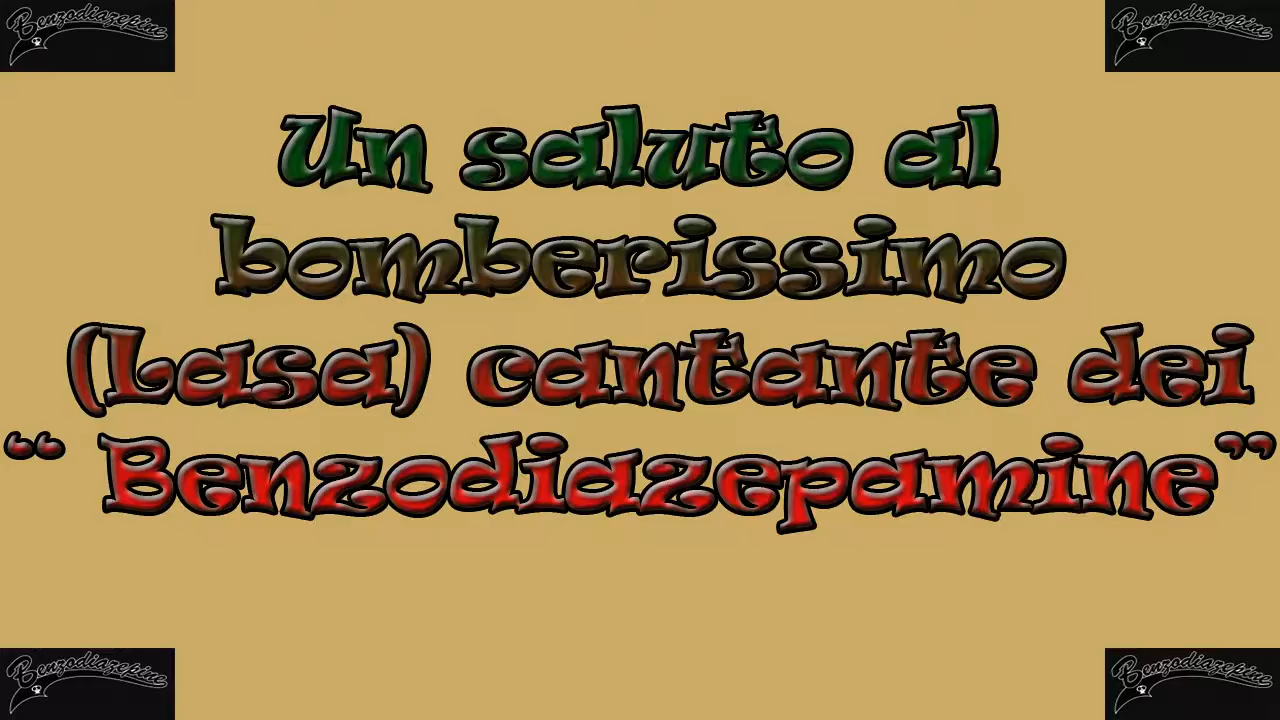 Benzodiazepine Benzodiazepine
Un saluto al
bomberissimo
(Lasa) cantante dei
“ Benzodiazepamine”
Benzodiazepine Benzodiazepine